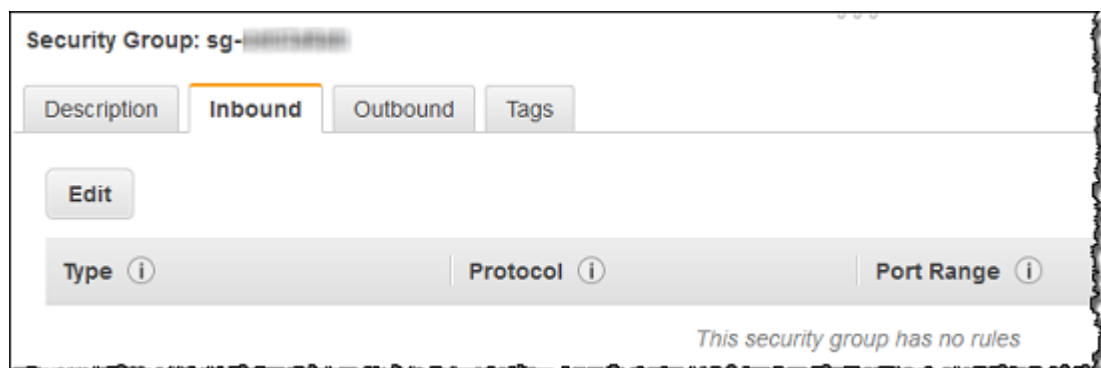 Security Group: sg-
Description Inbound Outbound Tags
Edit
Type i Protocol i Port Range i
This security group has no rules